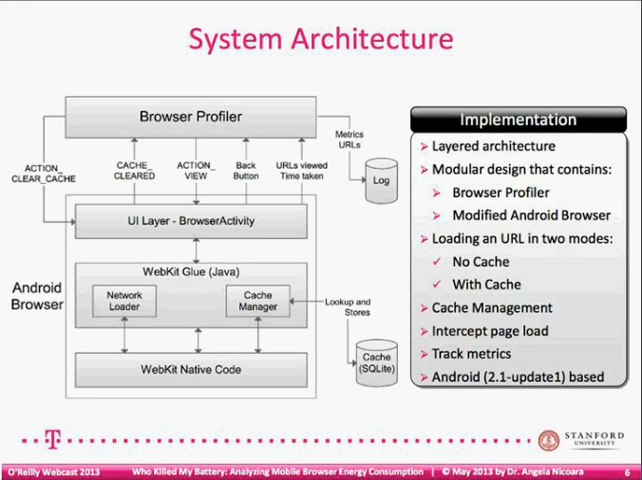 System Architecture
Browser Profiler
Metrics
URLs
ACTION_
CLEAR_CACHE
CACHE_
CLEARED
ACTION_
VIEW
Back
Button
URLs viewed
Time taken
Log
UI Layer - BrowserActivity
Android
Browser
WebKit Glue (Java)
Network
Loader
Cache
Manager
Lookup and
Stores
Cache
(SQLite)
WebKit Native Code
Implementation
Layered architecture
Modular design that contains:
Browser Profiler
Modified Android Browser
Loading an URL in two modes:
No Cache
With Cache
Cache Management
Intercept page load
Track metrics
Android (2.1-update1) based
T
STANFORD
UNIVERSITY
O'Reilly Webcast 2013
Who Killed My Battery: Analyzing Mobile Browser Energy Consumption | © May 2013 by Dr. Angela Nicoara
6